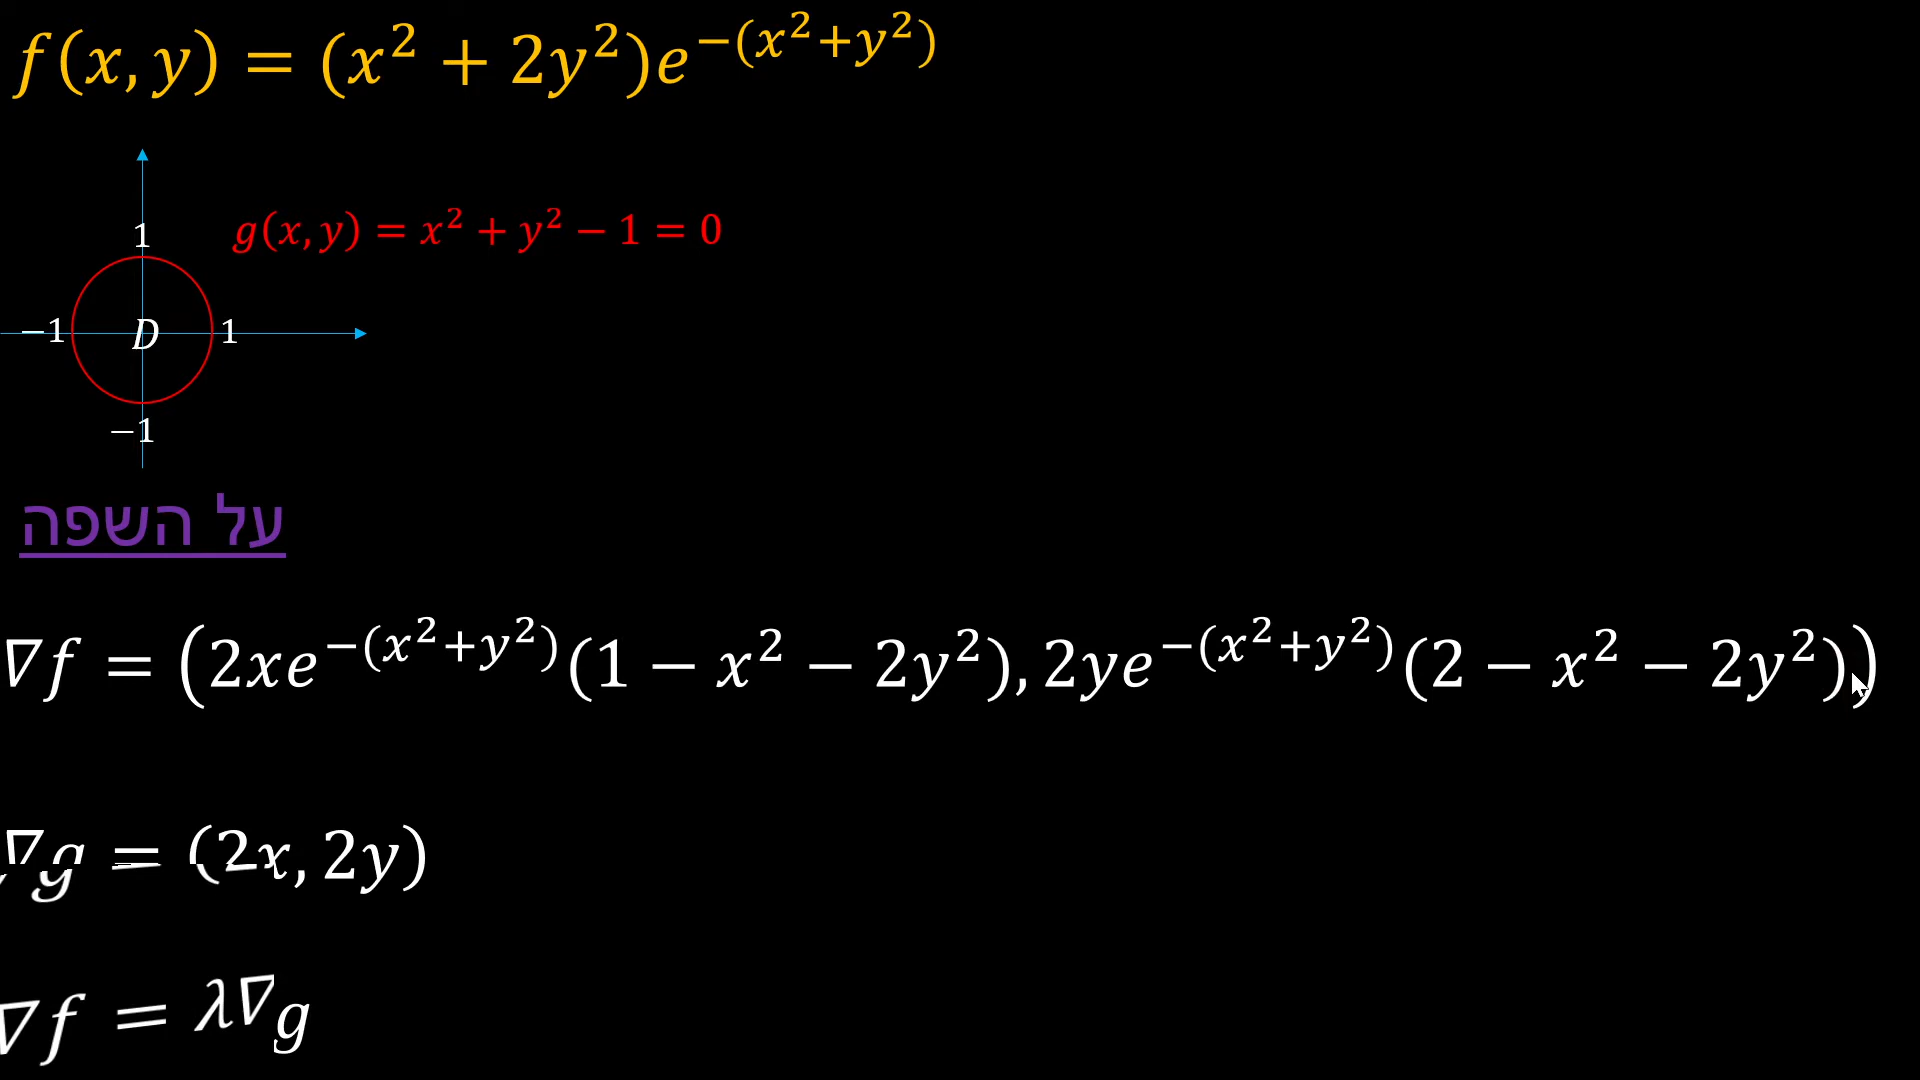 f(x, y) = (x² + 2y²)e^{−(x²+y²)}
g(x, y) = x² + y² − 1 = 0
1
−1 D 1
−1
על השפה
∇f = (2xe^{−(x²+y²)}(1 − x² − 2y²), 2ye^{−(x²+y²)}(2 − x² − 2y²))
∇g = (2x, 2y)
∇f = λ∇g